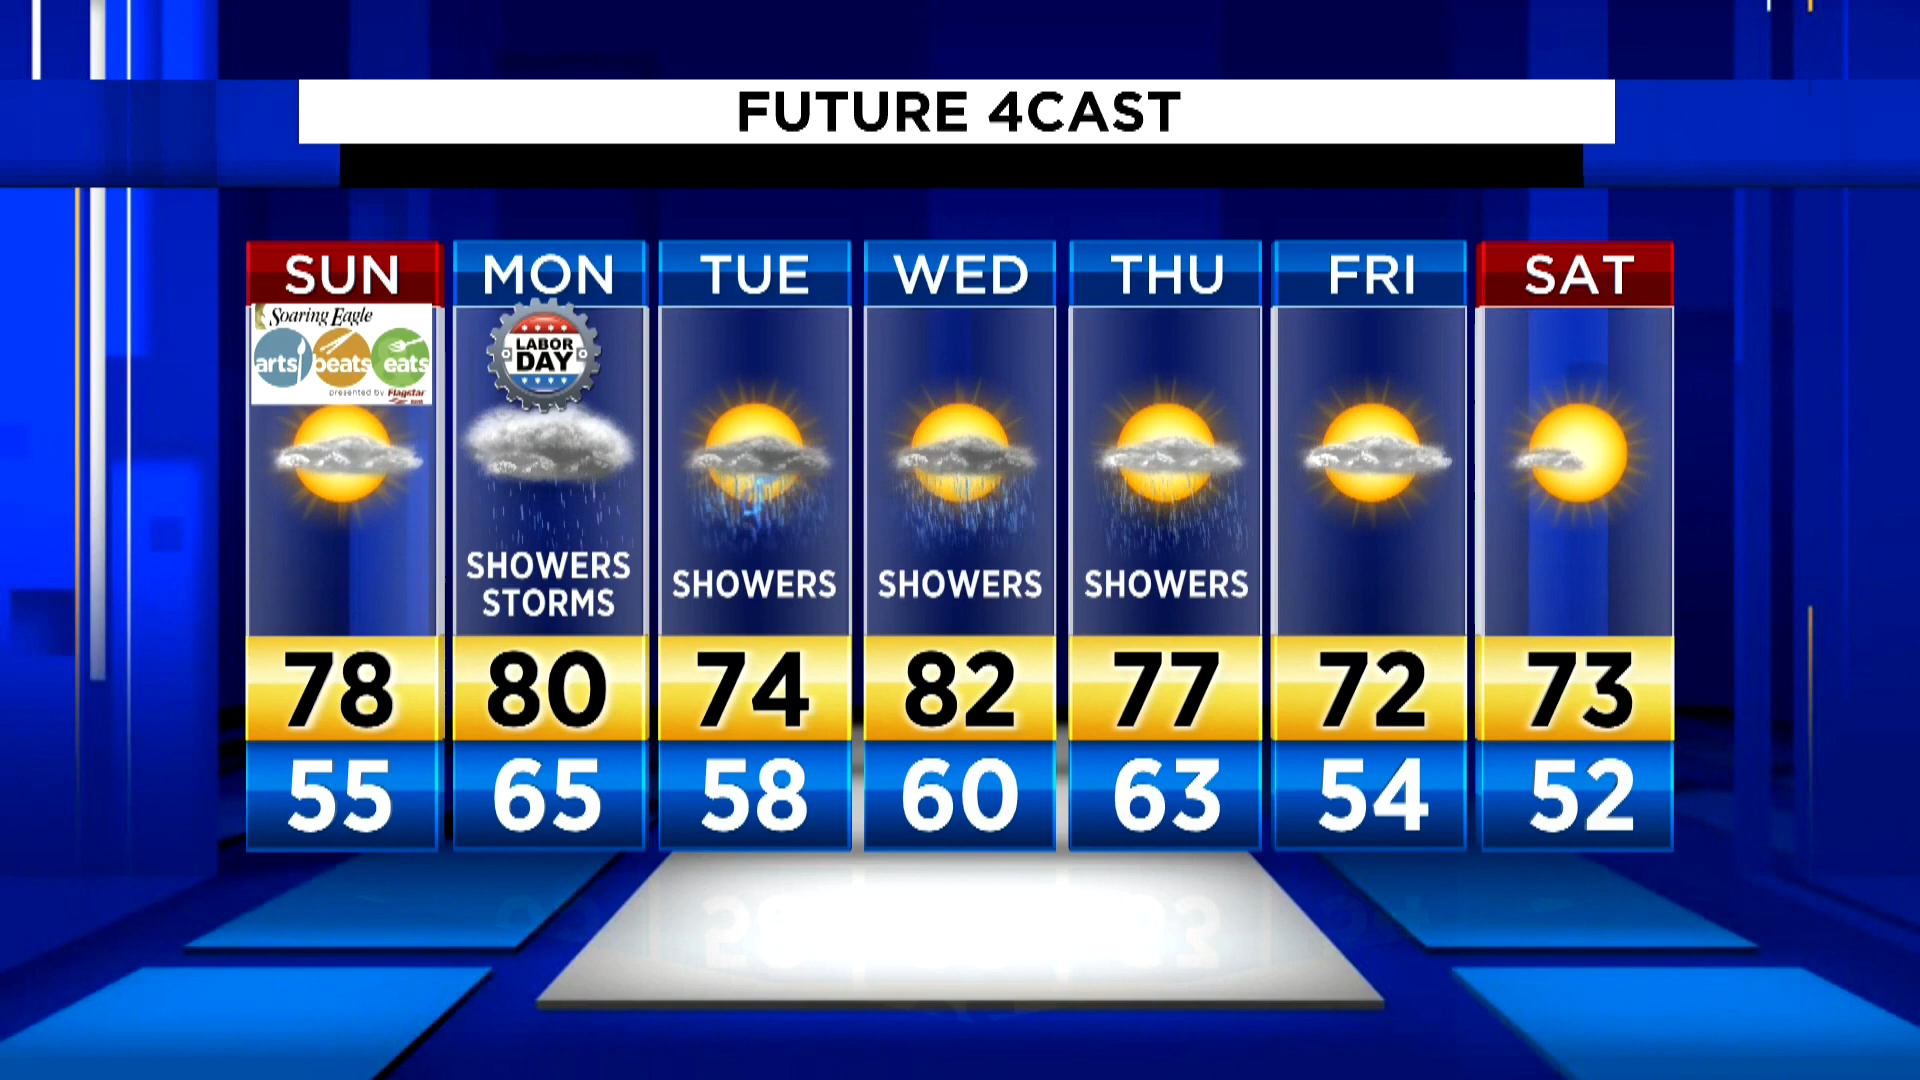 FUTURE 4CAST
SUN
MON
TUE
WED
THU
FRI
SAT
Soaring Eagle
arts beats eats
presented by Flagstar
Bank
LABOR
DAY
SHOWERS
STORMS
SHOWERS
SHOWERS
SHOWERS
78
80
74
82
77
72
73
55
65
58
60
63
54
52